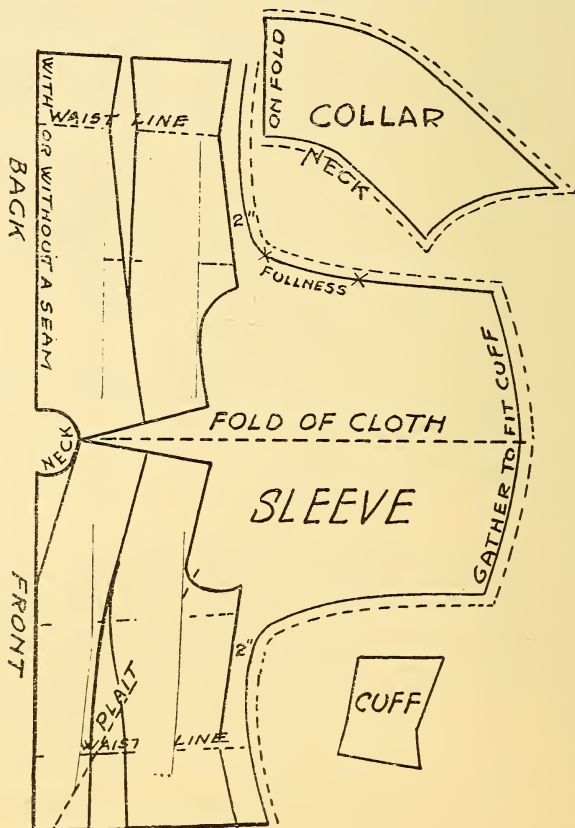 ON FOLD
COLLAR
NECK
WITH OR WITHOUT A SEAM
WAIST LINE
BACK
2"
FULLNESS
FOLD OF CLOTH
GATHER TO FIT CUFF
NECK
SLEEVE
FRONT
2"
PLAIT
CUFF
WAIST LINE